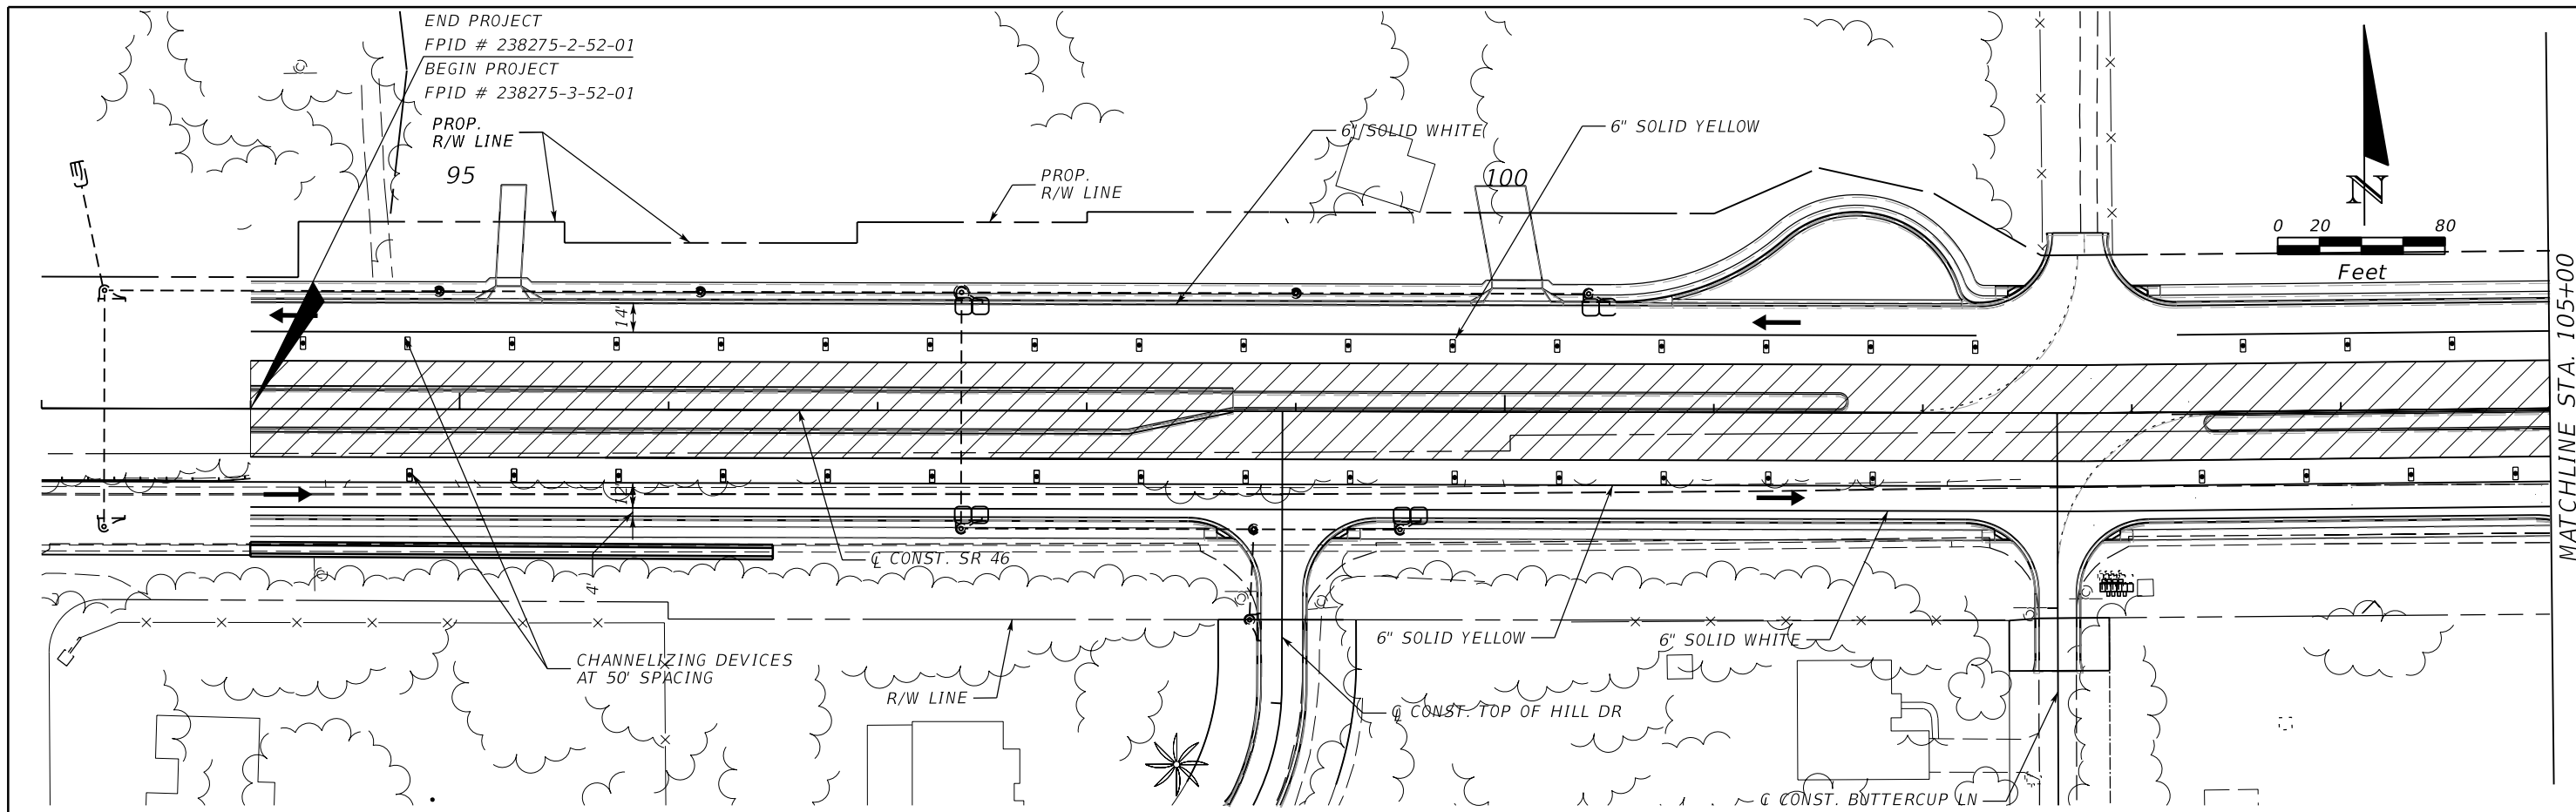 END PROJECT
FPID # 238275-2-52-01
BEGIN PROJECT
FPID # 238275-3-52-01
PROP.
R/W LINE
95
PROP.
R/W LINE
6" SOLID WHITE
6" SOLID YELLOW
100
N
0 20 80
Feet
MATCHLINE STA. 105+00
14'
12'
4'
℄ CONST. SR 46
6" SOLID YELLOW
6" SOLID WHITE
CHANNELIZING DEVICES
AT 50' SPACING
R/W LINE
℄ CONST. TOP OF HILL DR
℄ CONST. BUTTERCUP LN